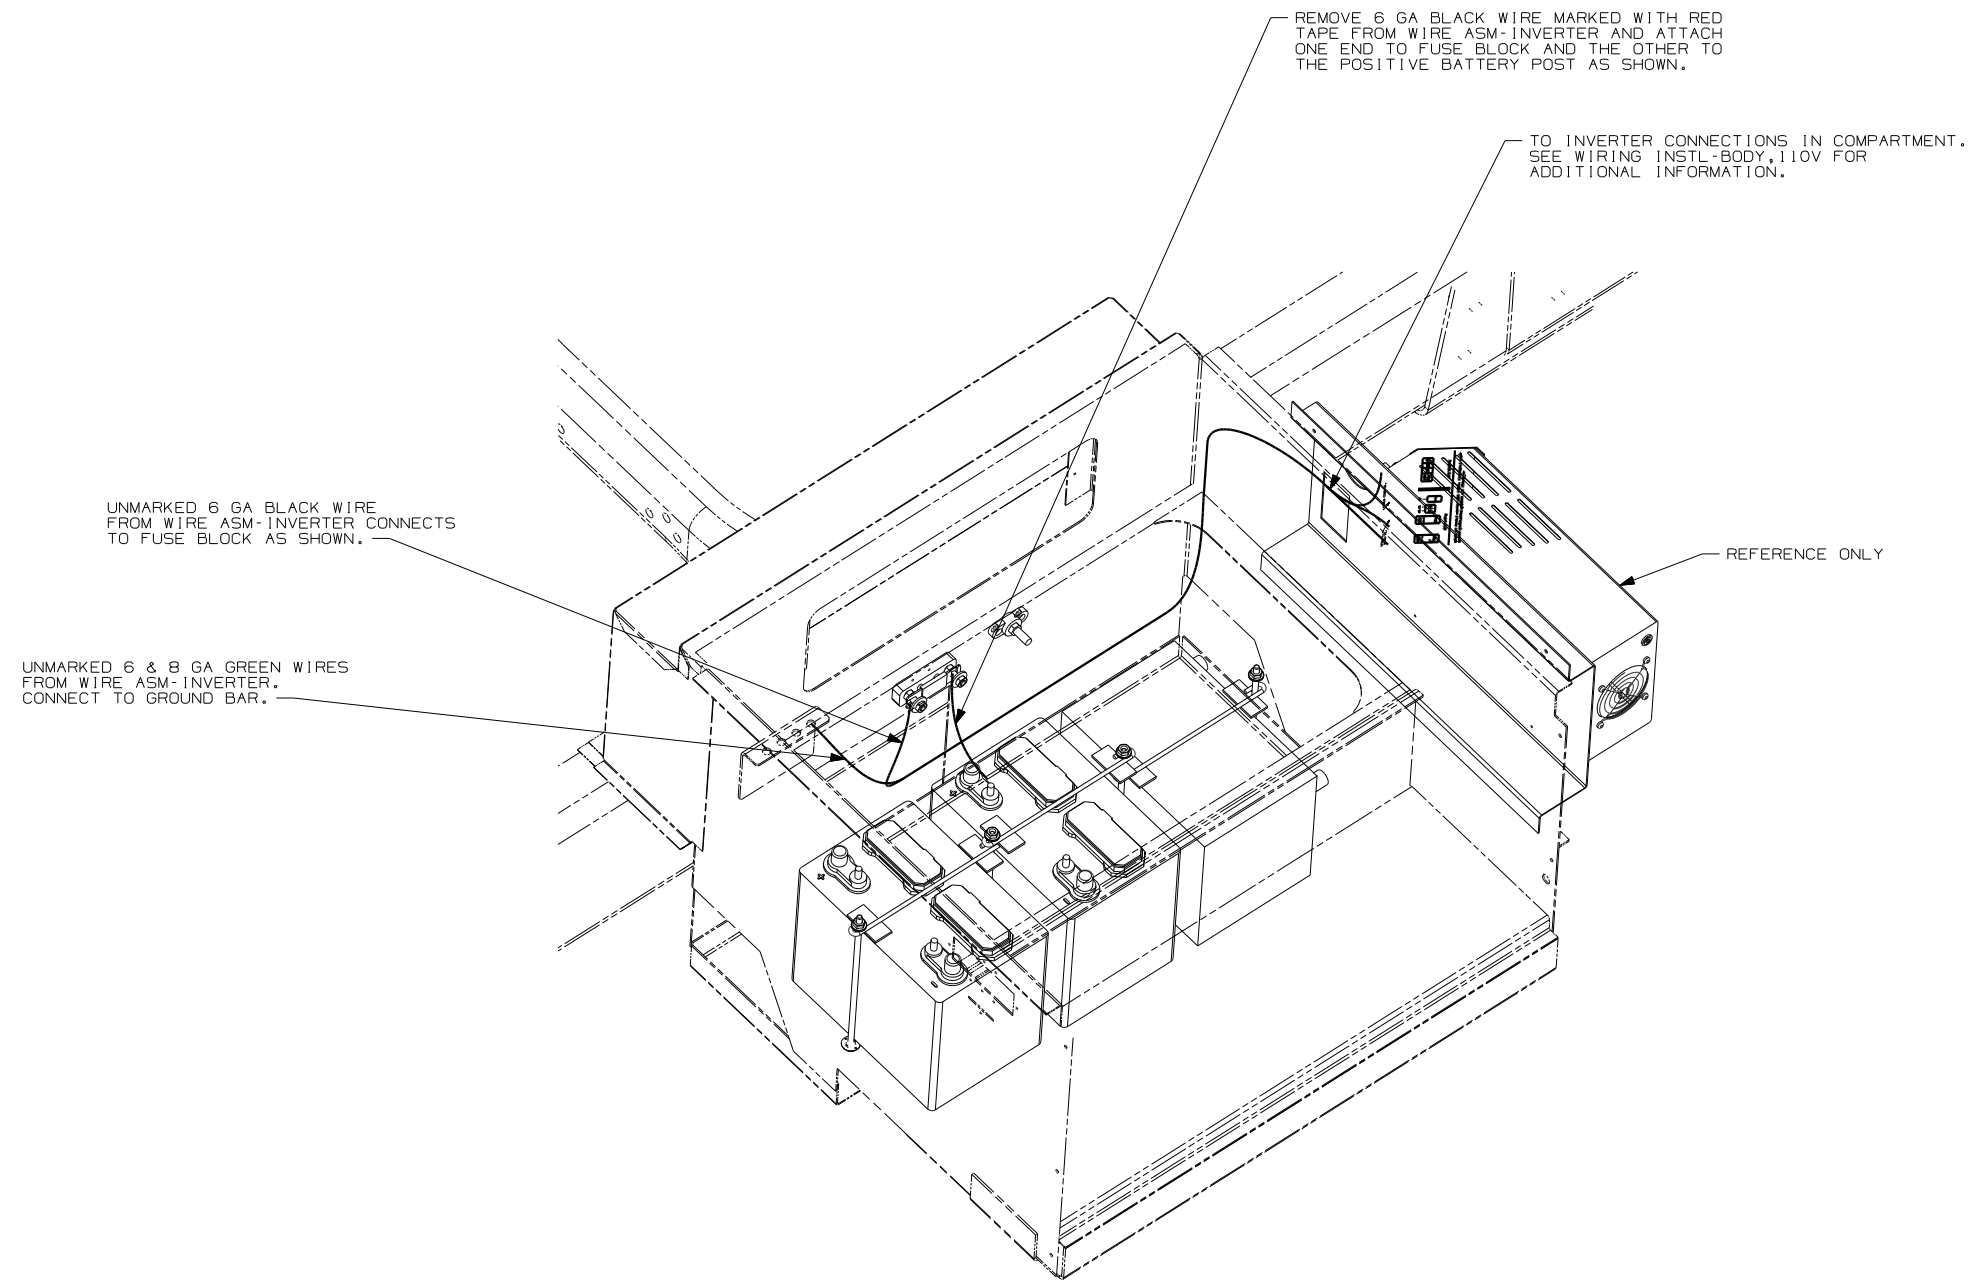 REMOVE 6 GA BLACK WIRE MARKED WITH RED
TAPE FROM WIRE ASM-INVERTER AND ATTACH
ONE END TO FUSE BLOCK AND THE OTHER TO
THE POSITIVE BATTERY POST AS SHOWN.
TO INVERTER CONNECTIONS IN COMPARTMENT.
SEE WIRING INSTL-BODY,110V FOR
ADDITIONAL INFORMATION.
UNMARKED 6 GA BLACK WIRE
FROM WIRE ASM-INVERTER CONNECTS
TO FUSE BLOCK AS SHOWN.
REFERENCE ONLY
UNMARKED 6 & 8 GA GREEN WIRES
FROM WIRE ASM-INVERTER.
CONNECT TO GROUND BAR.